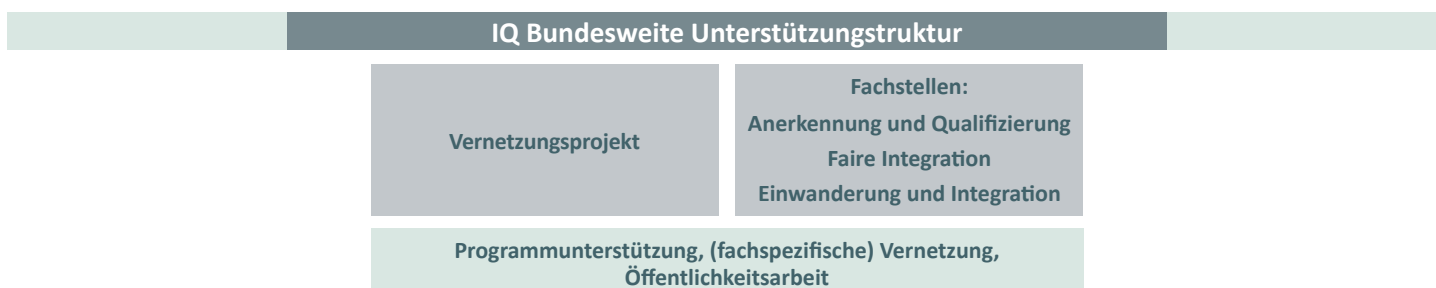 IQ Bundesweite Unterstützungstruktur
Vernetzungsprojekt
Fachstellen:
Anerkennung und Qualifizierung
Faire Integration
Einwanderung und Integration
Programmunterstützung, (fachspezifische) Vernetzung,
Öffentlichkeitsarbeit